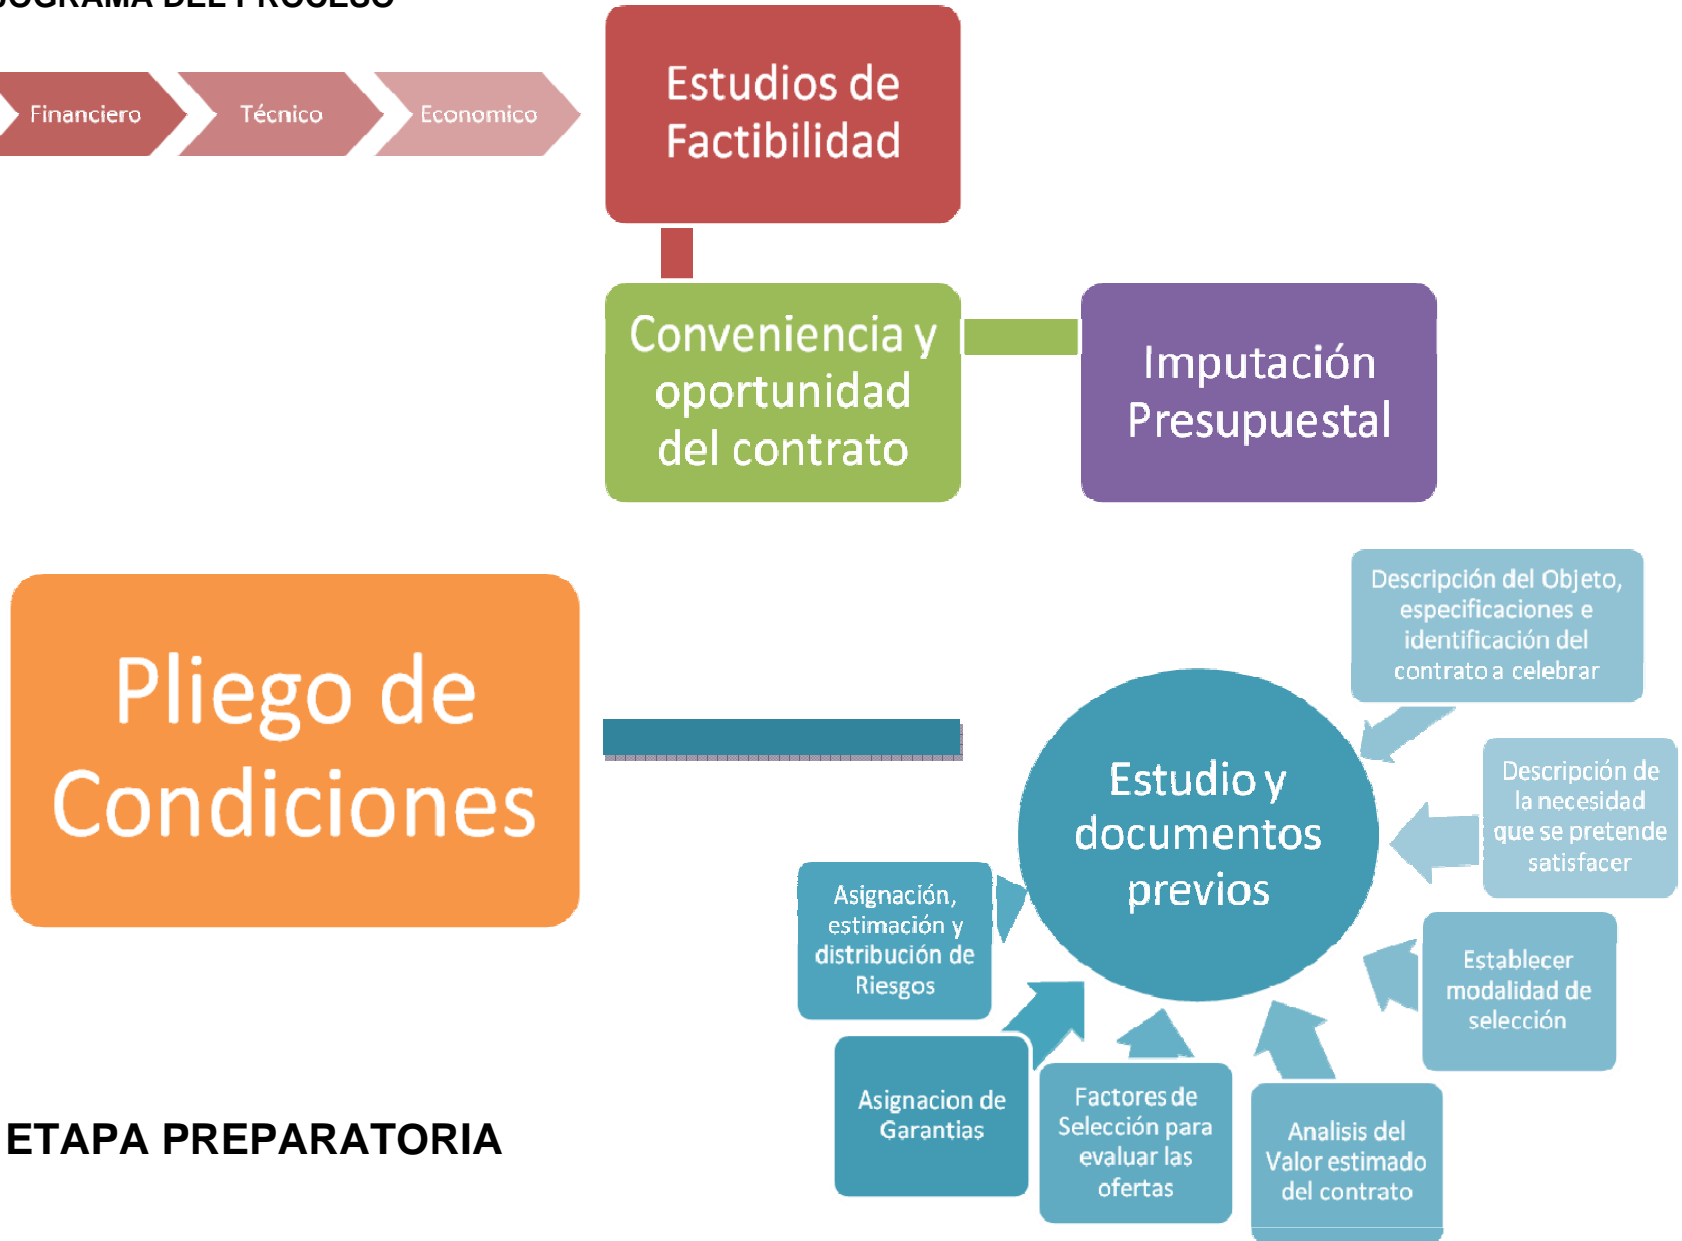 DEL PROCESO
Financiero
Técnico
Economico
Estudios de
Factibilidad
Conveniencia y
oportunidad
del contrato
Imputación
Presupuestal
Pliego de
Condiciones
Estudio y
documentos
previos
Descripción del Objeto,
especificaciones e
identificación del
contrato a celebrar
Descripción de
la necesidad
que se pretende
satisfacer
Establecer
modalidad de
selección
Analisis del
Valor estimado
del contrato
Factores de
Selección para
evaluar las
ofertas
Asignacion de
Garantias
Asignación,
estimación y
distribución de
Riesgos
ETAPA PREPARATORIA